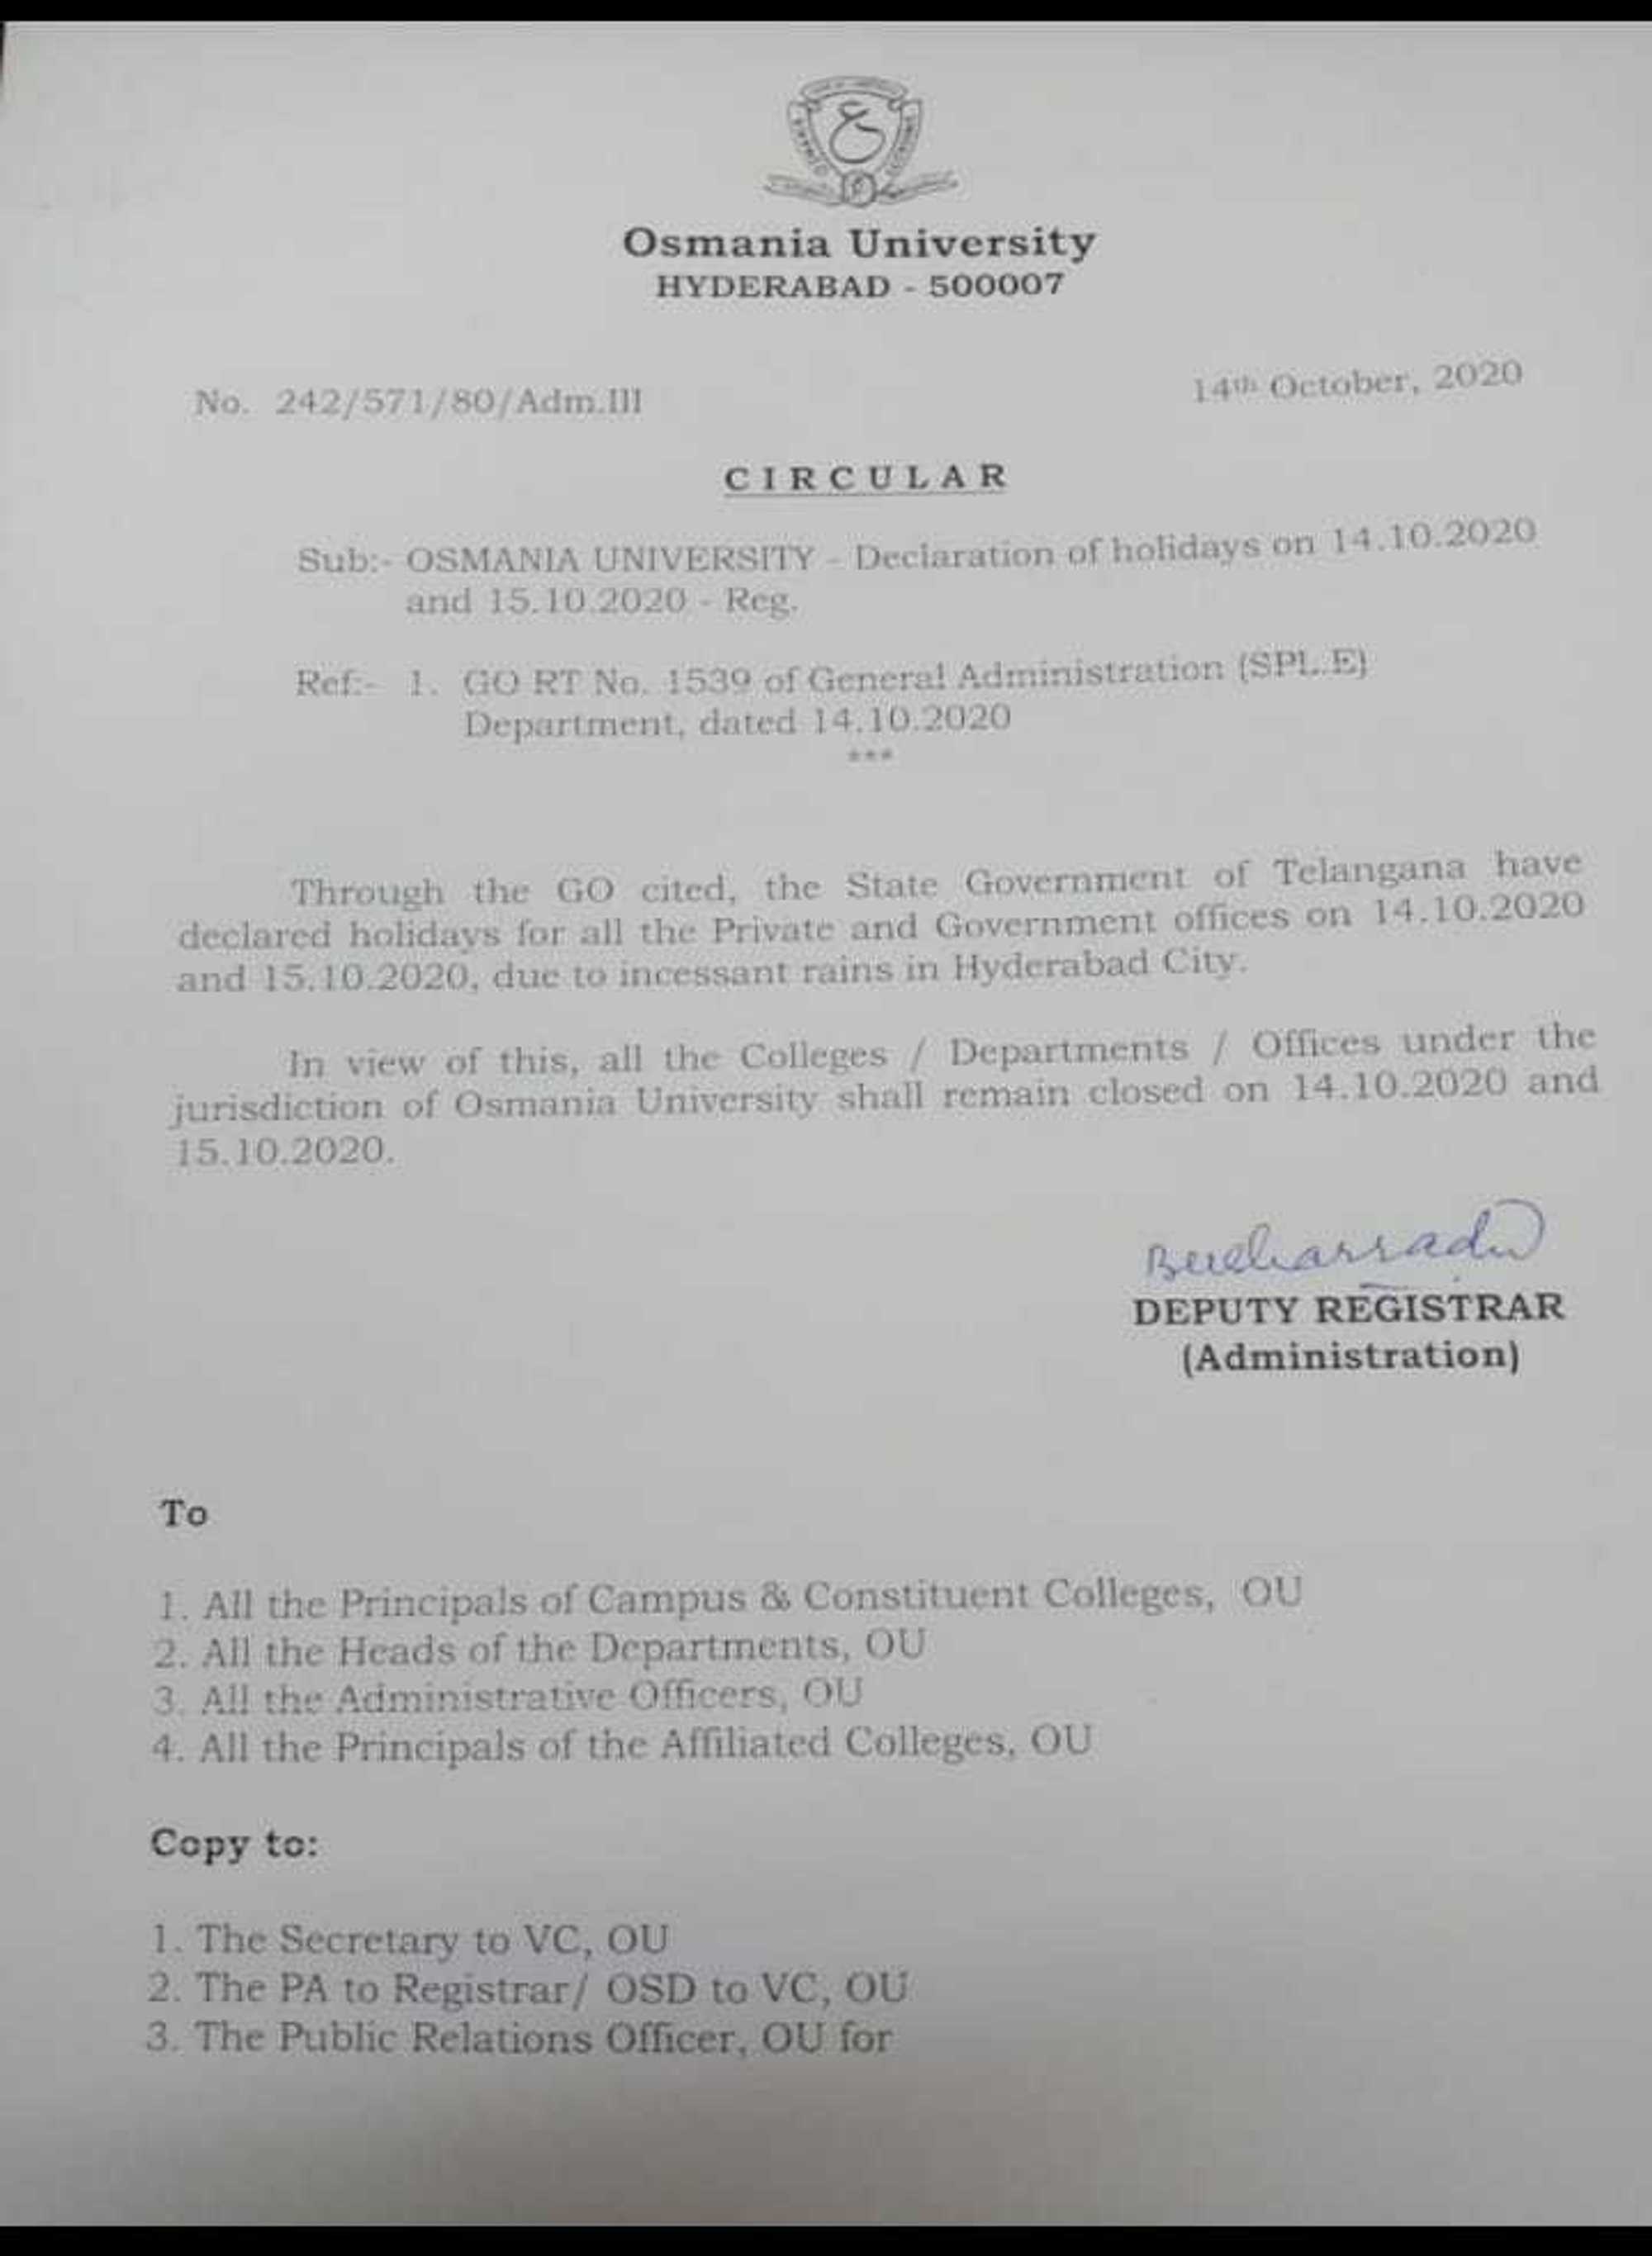 Osmania University
HYDERABAD - 500007
No. 242/571/80/Adm.III
14th October, 2020
CIRCULAR
Sub:- OSMANIA UNIVERSITY - Declaration of holidays on 14.10.2020
and 15.10.2020 - Reg.
Ref:- 1. GO RT No. 1539 of General Administration (SPL.E)
Department, dated 14.10.2020
***
Through the GO cited, the State Government of Telangana have
declared holidays for all the Private and Government offices on 14.10.2020
and 15.10.2020, due to incessant rains in Hyderabad City.
In view of this, all the Colleges / Departments / Offices under the
jurisdiction of Osmania University shall remain closed on 14.10.2020 and
15.10.2020.
DEPUTY REGISTRAR
(Administration)
To
1. All the Principals of Campus & Constituent Colleges, OU
2. All the Heads of the Departments, OU
3. All the Administrative Officers, OU
4. All the Principals of the Affiliated Colleges, OU
Copy to:
1. The Secretary to VC, OU
2. The PA to Registrar/ OSD to VC, OU
3. The Public Relations Officer, OU for